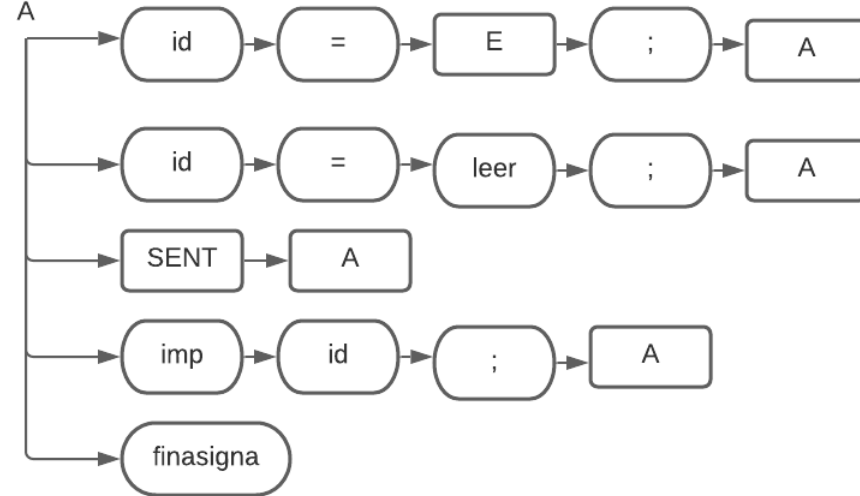 A
id = E ; A
id = leer ; A
SENT A
imp id ; A
finasigna